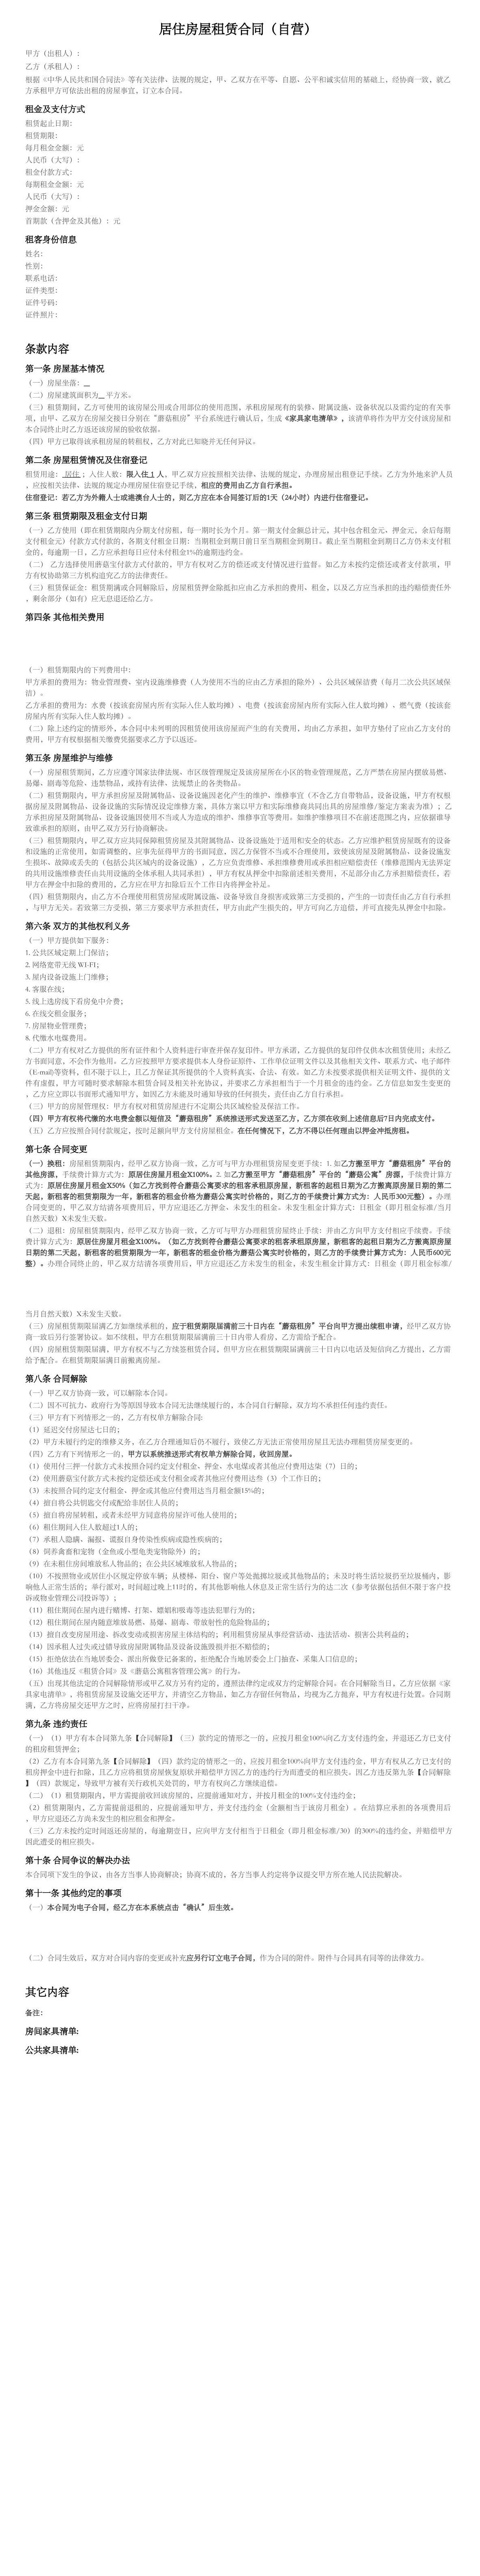 居住房屋租赁合同（自营）
甲方（出租人）：
乙方（承租人）：
根据《中华人民共和国合同法》等有关法律、法规的规定，甲、乙双方在平等、自愿、公平和诚实信用的基础上，经协商一致，就乙
方承租甲方可依法出租的房屋事宜，订立本合同。
租金及支付方式
租赁起止日期：
租赁期限：
每月租金金额：元
人民币（大写）：
租金付款方式：
每期租金金额：元
人民币（大写）：
押金金额：元
首期款（含押金及其他）：元
租客身份信息
姓名：
性别：
联系电话：
证件类型：
证件号码：
证件照片：
条款内容
第一条 房屋基本情况
（一）房屋坐落：__
（二）房屋建筑面积为__平方米。
（三）租赁期间，乙方可使用的该房屋公用或合用部位的使用范围，承租房屋现有的装修、附属设施、设备状况以及需约定的有关事
项，由甲、乙双方在房屋交接日分别在“蘑菇租房”平台系统进行确认后，生成《家具家电清单》，该清单将作为甲方交付该房屋和
本合同终止时乙方返还该房屋的验收依据。
（四）甲方已取得该承租房屋的转租权，乙方对此已知晓并无任何异议。
第二条 房屋租赁情况及住宿登记
租赁用途：居住；入住人数：限入住 1 人。甲乙双方应按照相关法律、法规的规定，办理房屋出租登记手续。乙方为外地来沪人员
，应按相关法律、法规的规定办理房屋居住登记手续，相应的费用由乙方自行承担。
住宿登记：若乙方为外籍人士或港澳台人士的，则乙方应在本合同签订后的1天（24小时）内进行住宿登记。
第三条 租赁期限及租金支付日期
（一）乙方使用（即在租赁期限内分期支付房租，每一期时长为个月。第一期支付金额总计元，其中包含租金元、押金元，余后每期
支付租金元）付款方式付款的，各期支付租金日期：当期租金到期日前日至当期租金到期日。截止至当期租金到期日乙方仍未支付租
金的，每逾期一日，乙方应承担每日应付未付租金1%的逾期违约金。
（二） 乙方选择使用蘑菇宝付款方式付款的，甲方有权对乙方的偿还或支付情况进行监督。如乙方未按约定偿还或者支付款项，甲
方有权协助第三方机构追究乙方的法律责任。
（三）租赁保证金：租赁期满或合同解除后，房屋租赁押金除抵扣应由乙方承担的费用、租金，以及乙方应当承担的违约赔偿责任外
，剩余部分（如有）应无息退还给乙方。
第四条 其他相关费用
（一）租赁期限内的下列费用中：
甲方承担的费用为：物业管理费、室内设施维修费（人为使用不当的应由乙方承担的除外）、公共区域保洁费（每月二次公共区域保
洁）。
乙方承担的费用为：水费（按该套房屋内所有实际入住人数均摊）、电费（按该套房屋内所有实际入住人数均摊）、燃气费（按该套
房屋内所有实际入住人数均摊）。
（二）除上述约定的情形外，本合同中未列明的因租赁使用该房屋而产生的有关费用，均由乙方承担，如甲方垫付了应由乙方支付的
费用，甲方有权根据相关缴费凭据要求乙方予以返还。
第五条 房屋维护与维修
（一）房屋租赁期间，乙方应遵守国家法律法规、市区级管理规定及该房屋所在小区的物业管理规范，乙方严禁在房屋内摆放易燃、
易爆、剧毒等危险、违禁物品，或持有法律、法规禁止的各类物品。
（二）租赁期限内，甲方承担房屋及附属物品、设备设施因老化产生的维护、维修事宜（不含乙方自带物品，设备设施，甲方有权根
据房屋及附属物品、设备设施的实际情况设定维修方案，具体方案以甲方和实际维修商共同出具的房屋维修/鉴定方案表为准）；乙
方承担房屋及附属物品、设备设施因使用不当或人为造成的维护、维修事宜等费用。如维护维修项目不在前述范围之内，应依据谁导
致谁承担的原则，由甲乙双方另行协商解决。
（三）租赁期限内，甲乙双方应共同保障租赁房屋及其附属物品、设备设施处于适用和安全的状态。乙方应维护租赁房屋既有的设备
和设施的正常使用，如需调整的，应事先征得甲方的书面同意，因乙方保管不当或不合理使用，致使该房屋及附属物品、设备设施发
生损坏、故障或丢失的（包括公共区域内的设备设施），乙方应负责维修、承担维修费用或承担相应赔偿责任（维修范围内无法界定
的共用设施维修责任由共用设施的全体承租人共同承担），甲方有权从押金中扣除前述相关费用，不足部分由乙方承担赔偿责任，若
甲方在押金中扣除的费用的，乙方应在甲方扣除后五个工作日内将押金补足。
（四）租赁期限内，由乙方不合理使用租赁房屋或附属设施、设备导致自身损害或致第三方受损的，产生的一切责任由乙方自行承担
，与甲方无关。若致第三方受损，第三方要求甲方承担责任，甲方由此产生损失的，甲方可向乙方追偿，并可直接先从押金中扣除。
第六条 双方的其他权利义务
（一）甲方提供如下服务：
1. 公共区域定期上门保洁；
2. 网络宽带无线 WI-FI；
3. 屋内设备设施上门维修；
4. 客服在线；
5. 线上选房线下看房免中介费；
6. 在线交租金服务；
7. 房屋物业管理费；
8. 代缴水电煤费用。
（二）甲方有权对乙方提供的所有证件和个人资料进行审查并保存复印件。甲方承诺，乙方提供的复印件仅供本次租赁使用；未经乙
方书面同意，不会作为他用。乙方应按照甲方要求提供本人身份证原件、工作单位证明文件以及其他相关文件、联系方式、电子邮件
（E-mail)等资料，但不限于以上，且乙方保证其所提供的个人资料真实、合法、有效。如乙方未按要求提供相关证明文件、提供的文
件有虚假，甲方可随时要求解除本租赁合同及相关补充协议，并要求乙方承担相当于一个月租金的违约金。乙方信息如发生变更的
，乙方应立即以书面形式通知甲方，如因乙方未能及时通知导致的任何损失，责任由乙方自行承担。
（三）甲方的房屋管理权：甲方有权对租赁房屋进行不定期公共区域检验及保洁工作。
（四）甲方有权将代缴的水电费金额以短信及“蘑菇租房”系统推送形式发送至乙方，乙方须在收到上述信息后7日内完成支付。
（五）乙方应按照合同付款规定，按时足额向甲方支付房屋租金。在任何情况下，乙方不得以任何理由以押金冲抵房租。
第七条 合同变更
（一）换租：房屋租赁期限内，经甲乙双方协商一致，乙方可与甲方办理租赁房屋变更手续：1. 如乙方搬至甲方“蘑菇租房”平台的
其他房源，手续费计算方式为：原居住房屋月租金X100%。2. 如乙方搬至甲方“蘑菇租房”平台的“蘑菇公寓”房源，手续费计算方
式为：原居住房屋月租金X50%（如乙方找到符合蘑菇公寓要求的租客承租原房屋，新租客的起租日期为乙方搬离原房屋日期的第二
天起，新租客的租赁期限为一年，新租客的租金价格为蘑菇公寓实时价格的，则乙方的手续费计算方式为：人民币300元整）。办理
合同变更的，甲乙双方结清各项费用后，甲方应退还乙方押金、未发生的租金。未发生租金计算方式：日租金（即月租金标准/当月
自然天数）X未发生天数。
（二）退租：房屋租赁期限内，经甲乙双方协商一致，乙方可与甲方办理租赁房屋终止手续：并由乙方向甲方支付相应手续费。手续
费计算方式为：原居住房屋月租金X100%。（如乙方找到符合蘑菇公寓要求的租客承租原房屋，新租客的起租日期为乙方搬离原房屋
日期的第二天起，新租客的租赁期限为一年，新租客的租金价格为蘑菇公寓实时价格的，则乙方的手续费计算方式为：人民币600元
整）。办理合同终止的，甲乙双方结清各项费用后，甲方应退还乙方未发生的租金，未发生租金计算方式：日租金（即月租金标准/
当月自然天数）X未发生天数。
（三）房屋租赁期限届满乙方如继续承租的，应于租赁期限届满前三十日内在“蘑菇租房”平台向甲方提出续租申请，经甲乙双方协
商一致后另行签署协议。如不续租，甲方在租赁期限届满前三十日内带人看房，乙方需给予配合。
（四）房屋租赁期限届满，甲方有权不与乙方续签租赁合同，但甲方应在租赁期限届满前三十日内以电话及短信向乙方提出，乙方需
给予配合。在租赁期限届满日前搬离房屋。
第八条 合同解除
（一）甲乙双方协商一致，可以解除本合同。
（二）因不可抗力、政府行为等原因导致本合同无法继续履行的，本合同自行解除，双方均不承担任何违约责任。
（三）甲方有下列情形之一的，乙方有权单方解除合同：
（1）延迟交付房屋达七日的；
（2）甲方未履行约定的维修义务，在乙方合理通知后仍不履行，致使乙方无法正常使用房屋且无法办理租赁房屋变更的。
（四）乙方有下列情形之一的，甲方以系统推送形式有权单方解除合同，收回房屋。
（1）使用付三押一付款方式未按照合同约定支付租金、押金、水电煤或者其他应付费用达柒（7）日的；
（2）使用蘑菇宝付款方式未按约定偿还或支付租金或者其他应付费用达叁（3）个工作日的；
（3）未按照合同约定支付租金、押金或其他应付费用达当月租金额15%的；
（4）擅自将公共钥匙交付或配给非居住人员的；
（5）擅自将房屋转租，或者未经甲方同意将房屋许可他人使用的；
（6）租住期间入住人数超过1人的；
（7）承租人隐瞒、漏报、谎报自身传染性疾病或隐性疾病的；
（8）饲养禽畜和宠物（金鱼或小型龟类宠物除外）的；
（9）在未租住房间堆放私人物品的；在公共区域堆放私人物品的；
（10）不按照物业或居住小区规定停放车辆；从楼梯、阳台、窗户等处抛掷垃圾或其他物品的；未及时将生活垃圾扔至垃圾桶内，影
响他人正常生活的；举行派对，时间超过晚上11时的，有其他影响他人休息及正常生活行为的达二次（参考依据包括但不限于客户投
诉或物业管理公司投诉等）；
（11）租住期间在屋内进行赌博、打架、嫖娼和吸毒等违法犯罪行为的；
（12）租住期间在屋内随意堆放易燃、易爆、剧毒、带放射性的危险物品的；
（13）擅自改变房屋用途、拆改变动或损害房屋主体结构的；利用租赁房屋从事经营活动、违法活动、损害公共利益的；
（14）因承租人过失或过错导致房屋附属物品及设备设施毁损并拒不赔偿的；
（15）拒绝依法在当地居委会、派出所做登记备案的，拒绝配合当地居委会上门抽查、采集人口信息的；
（16）其他违反《租赁合同》及《蘑菇公寓租客管理公寓》的行为。
（五）出现其他法定的合同解除情形或甲乙双方另有约定的，遵照法律约定或双方约定解除合同。在合同解除当日，乙方应依据《家
具家电清单》，将租赁房屋及设施交还甲方，并清空乙方物品，如乙方存留任何物品，均视为乙方抛弃，甲方有权进行处置。合同期
满，乙方将房屋交还甲方之时，应将房屋打扫干净。
第九条 违约责任
（一）（1）甲方有本合同第九条【合同解除】（三）款约定的情形之一的，应按月租金100%向乙方支付违约金，并退还乙方已支付
的租房租赁押金；
（2）乙方有本合同第九条【合同解除】（四）款约定的情形之一的，应按月租金100%向甲方支付违约金，甲方有权从乙方已支付的
租房押金中进行扣除，且乙方应将租赁房屋恢复原状并赔偿甲方因乙方的违约行为而遭受的相应损失。因乙方违反第九条【合同解除
】（四）款规定，导致甲方被有关行政机关处罚的，甲方有权向乙方继续追偿。
（二）（1）租赁期限内，甲方需提前收回该房屋的，应提前通知对方，并按月租金的100%支付违约金；
（2）租赁期限内，乙方需提前退租的，应提前通知甲方，并支付违约金（金额相当于该房月租金）。在结算应承担的各项费用后
，甲方应退还乙方尚未发生的相应租金和押金。
（三）乙方未按约定时间返还房屋的，每逾期壹日，应向甲方支付相当于日租金（即月租金标准/30）的300%的违约金，并赔偿甲方
因此遭受的相应损失。
第十条 合同争议的解决办法
本合同项下发生的争议，由各方当事人协商解决；协商不成的，各方当事人约定将争议提交甲方所在地人民法院解决。
第十一条 其他约定的事项
（一）本合同为电子合同，经乙方在本系统点击“确认”后生效。
（二）合同生效后，双方对合同内容的变更或补充应另行订立电子合同，作为合同的附件。附件与合同具有同等的法律效力。
其它内容
备注：
房间家具清单:
公共家具清单: